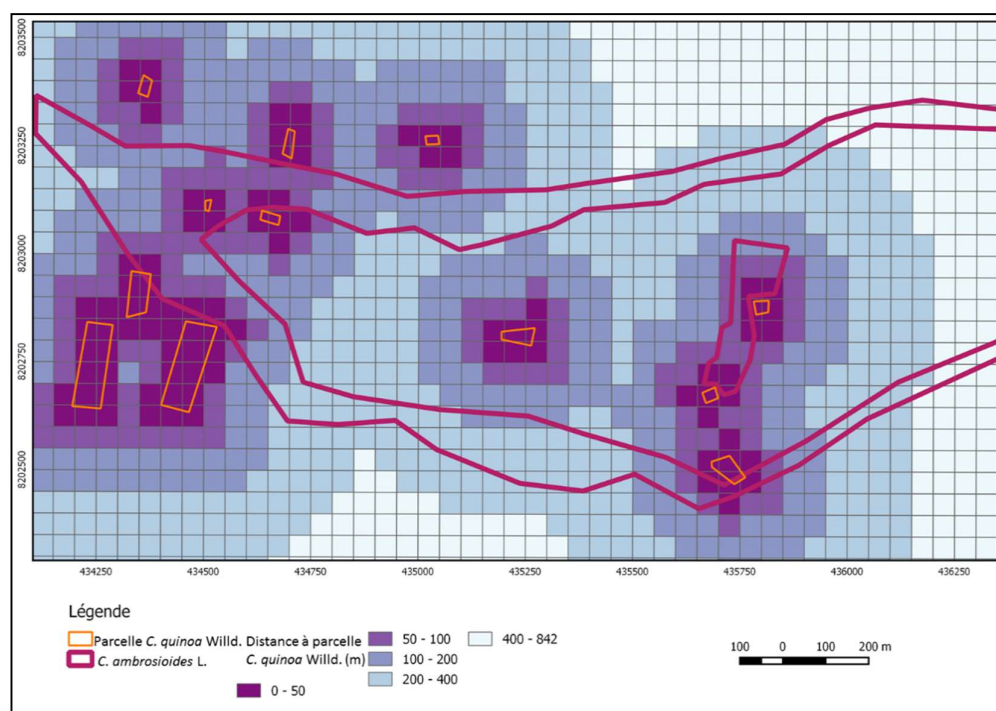 8203500
8203250
8203000
8202750
8202500
434250 434500 434750 435000 435250 435500 435750 436000 436250
Légende
Parcelle C. quinoa Willd. Distance à parcelle 50 - 100 400 - 842
C. ambrosioides L. C. quinoa Willd. (m) 100 - 200
0 - 50 200 - 400
100 0 100 200 m